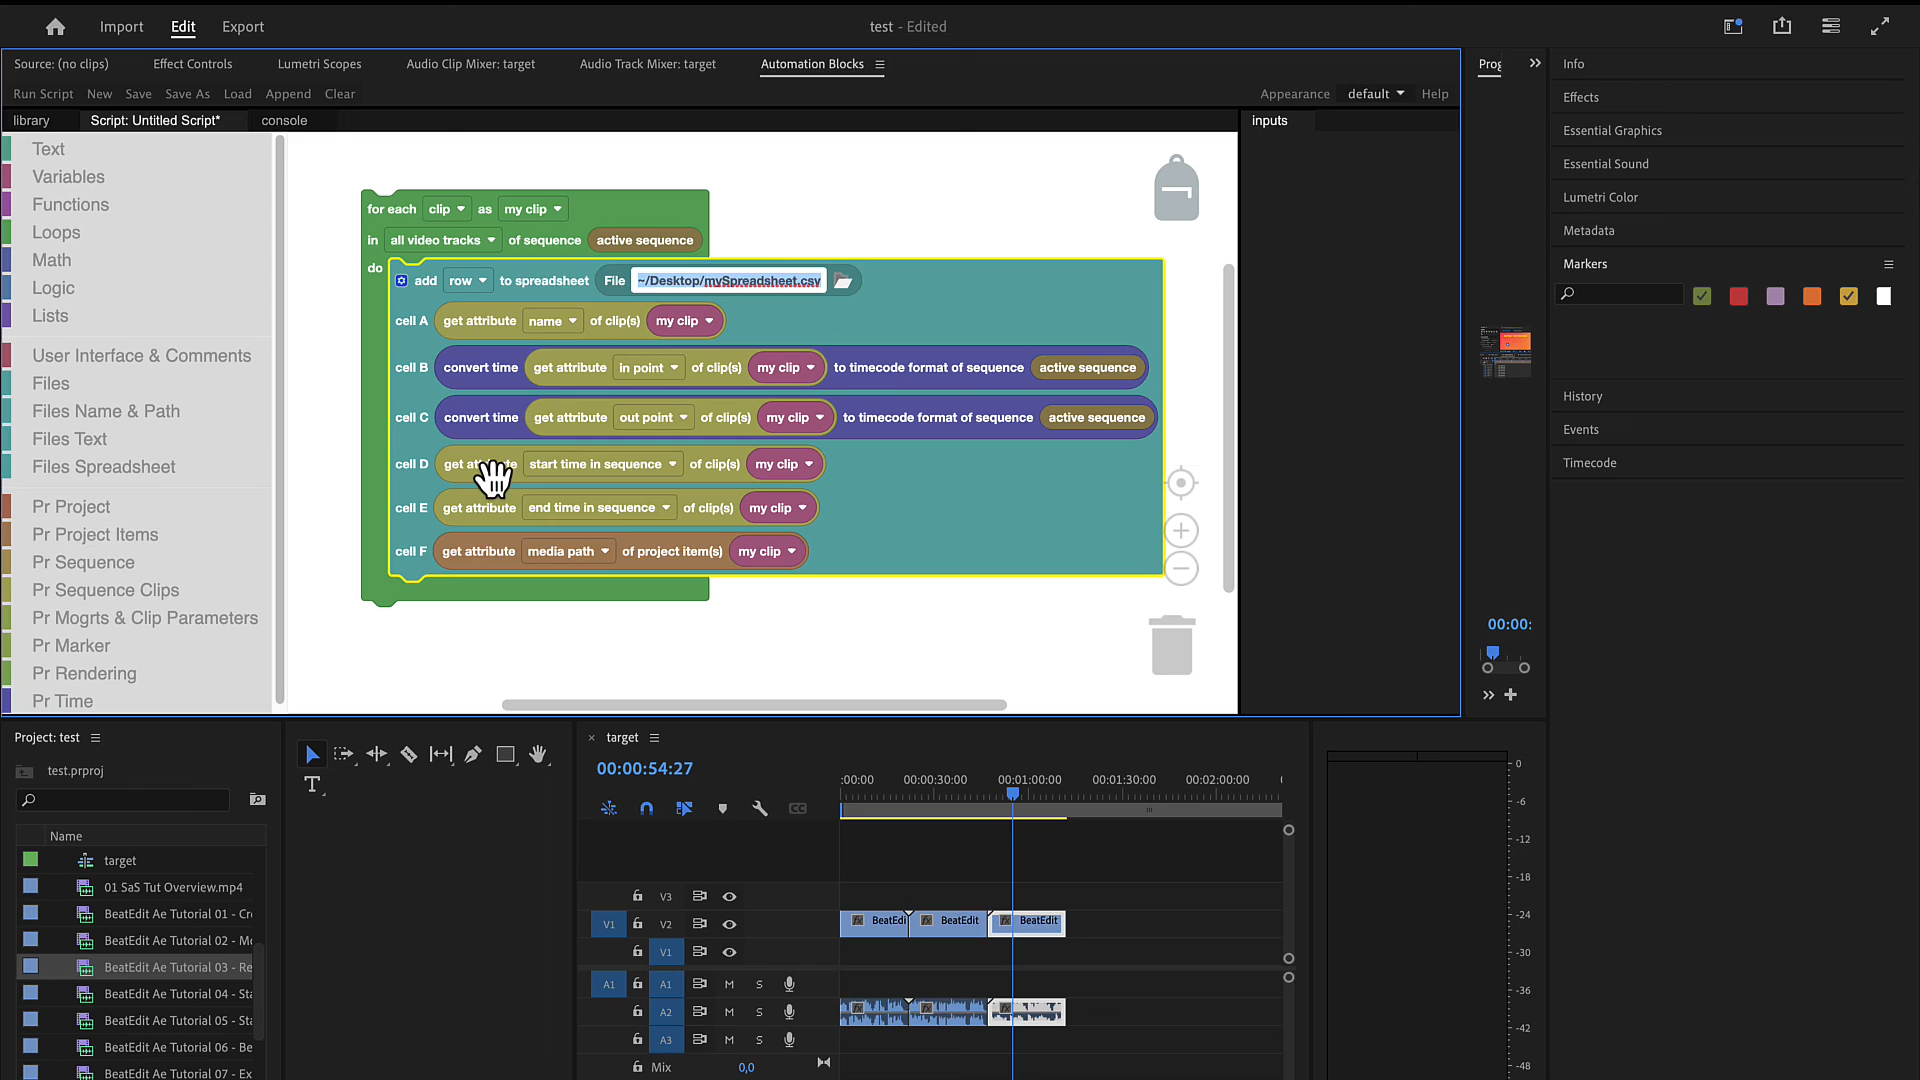 Import Edit Export test - Edited
Source: (no clips) Effect Controls Lumetri Scopes Audio Clip Mixer: target Audio Track Mixer: target Automation Blocks
Run Script New Save Save As Load Append Clear Appearance default Help
library Script: Untitled Script* console inputs
Text
Variables
Functions
Loops
Math
Logic
Lists
User Interface & Comments
Files
Files Name & Path
Files Text
Files Spreadsheet
Pr Project
Pr Project Items
Pr Sequence
Pr Sequence Clips
Pr Mogrts & Clip Parameters
Pr Marker
Pr Rendering
Pr Time
for each clip as my clip
in all video tracks of sequence active sequence
do add row to spreadsheet File ~/Desktop/mySpreadsheet.csv
cell A get attribute name of clip(s) my clip
cell B convert time get attribute in point of clip(s) my clip to timecode format of sequence active sequence
cell C convert time get attribute out point of clip(s) my clip to timecode format of sequence active sequence
cell D get attribute start time in sequence of clip(s) my clip
cell E get attribute end time in sequence of clip(s) my clip
cell F get attribute media path of project item(s) my clip
Prog
00:00:
Info
Effects
Essential Graphics
Essential Sound
Lumetri Color
Metadata
Markers
History
Events
Timecode
Project: test
test.prproj
Name
target
01 SaS Tut Overview.mp4
BeatEdit Ae Tutorial 01 - Cr
BeatEdit Ae Tutorial 02 - Mo
BeatEdit Ae Tutorial 03 - Re
BeatEdit Ae Tutorial 04 - Sta
BeatEdit Ae Tutorial 05 - Sta
BeatEdit Ae Tutorial 06 - Be
BeatEdit Ae Tutorial 07 - Ex
T
× target
00:00:54:27
:00:00 00:00:30:00 00:01:00:00 00:01:30:00 00:02:00:00
CC
V3
V1 V2 fx BeatEdi fx BeatEdit fx BeatEdit
V1
A1 A1 M S
A2 M S
A3 M S
Mix 0,0
0
-6
-12
-18
-24
-30
-36
-42
-48